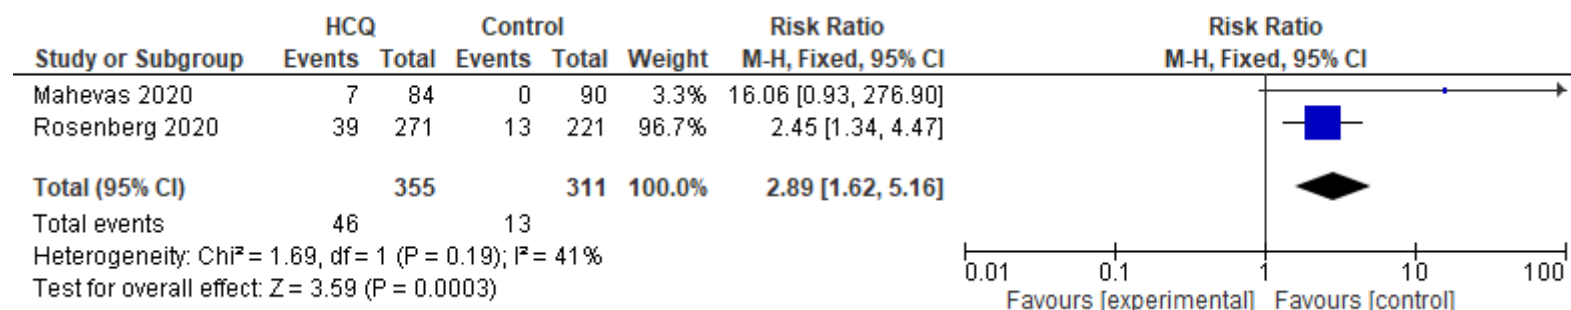 HCQ Control Risk Ratio Risk Ratio
Study or Subgroup Events Total Events Total Weight M-H, Fixed, 95% CI M-H, Fixed, 95% CI
Mahevas 2020 7 84 0 90 3.3% 16.06 [0.93, 276.90]
Rosenberg 2020 39 271 13 221 96.7% 2.45 [1.34, 4.47]
Total (95% CI) 355 311 100.0% 2.89 [1.62, 5.16]
Total events 46 13
Heterogeneity: Chi² = 1.69, df = 1 (P = 0.19); I² = 41%
Test for overall effect: Z = 3.59 (P = 0.0003)
0.01 0.1 1 10 100
Favours [experimental] Favours [control]